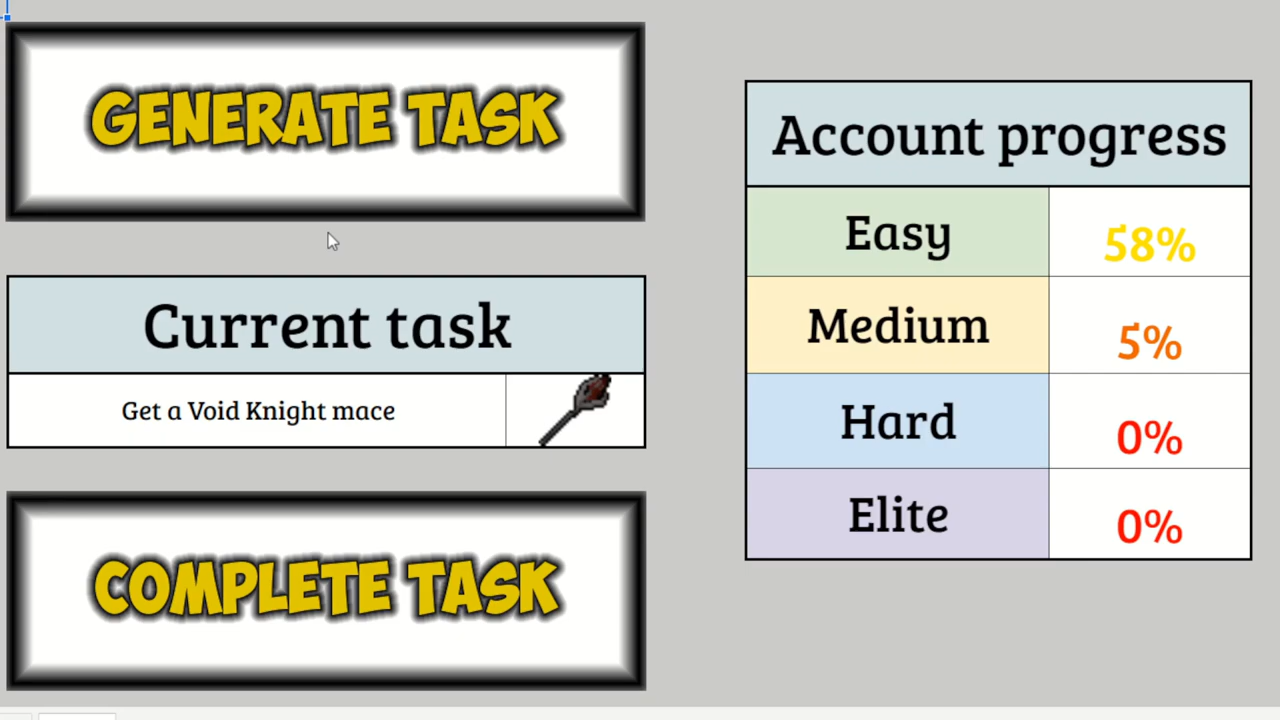 GENERATE TASK
Current task
Get a Void Knight mace
COMPLETE TASK
Account progress
Easy 58%
Medium 5%
Hard 0%
Elite 0%